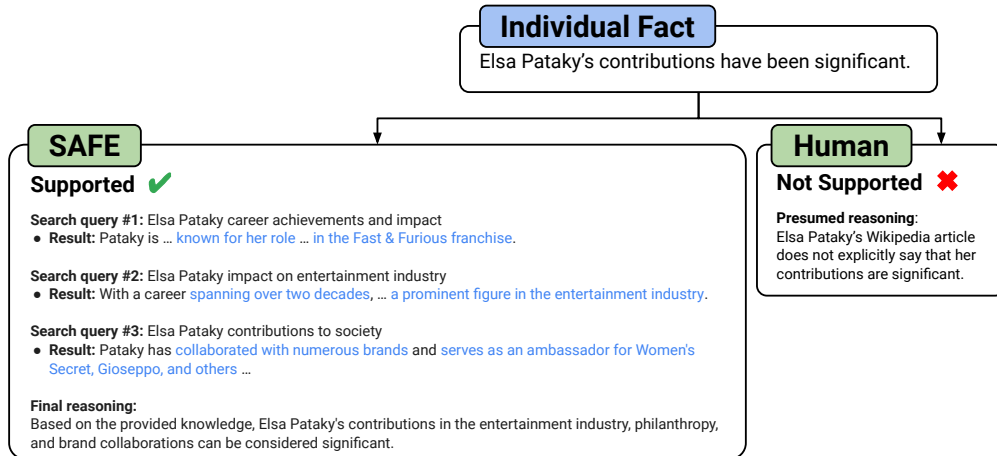 Individual Fact
Elsa Pataky's contributions have been significant.
SAFE
Supported ✔
Search query #1: Elsa Pataky career achievements and impact
● Result: Pataky is … known for her role … in the Fast & Furious franchise.
Search query #2: Elsa Pataky impact on entertainment industry
● Result: With a career spanning over two decades, … a prominent figure in the entertainment industry.
Search query #3: Elsa Pataky contributions to society
● Result: Pataky has collaborated with numerous brands and serves as an ambassador for Women's
Secret, Gioseppo, and others …
Final reasoning:
Based on the provided knowledge, Elsa Pataky's contributions in the entertainment industry, philanthropy,
and brand collaborations can be considered significant.
Human
Not Supported ✖
Presumed reasoning:
Elsa Pataky's Wikipedia article
does not explicitly say that her
contributions are significant.